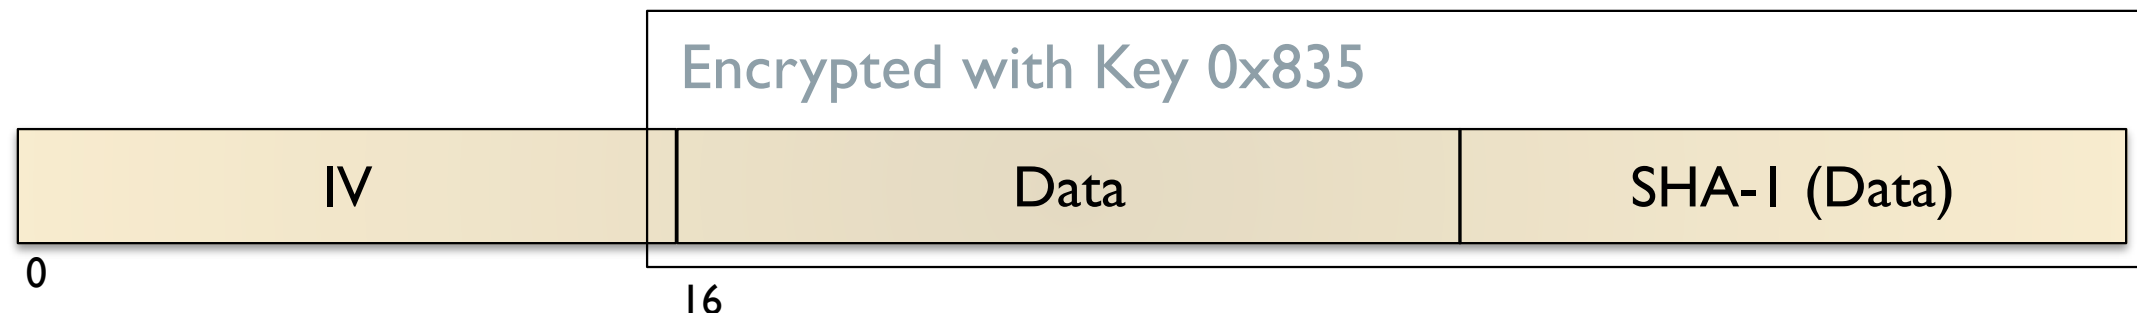 Encrypted with Key 0x835
IV Data SHA-1 (Data)
0
16